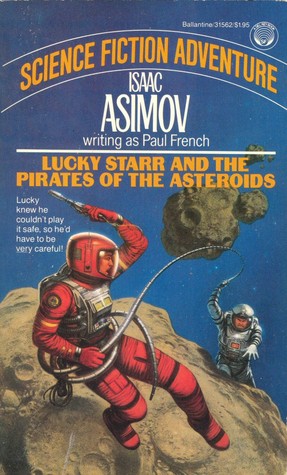 Ballantine/31562/$1.95
SCIENCE FICTION ADVENTURE
ISAAC
ASIMOV
writing as Paul French
LUCKY STARR AND THE
PIRATES OF THE ASTEROIDS
Lucky
knew he
couldn't play
it safe, so he'd
have to be
very careful!